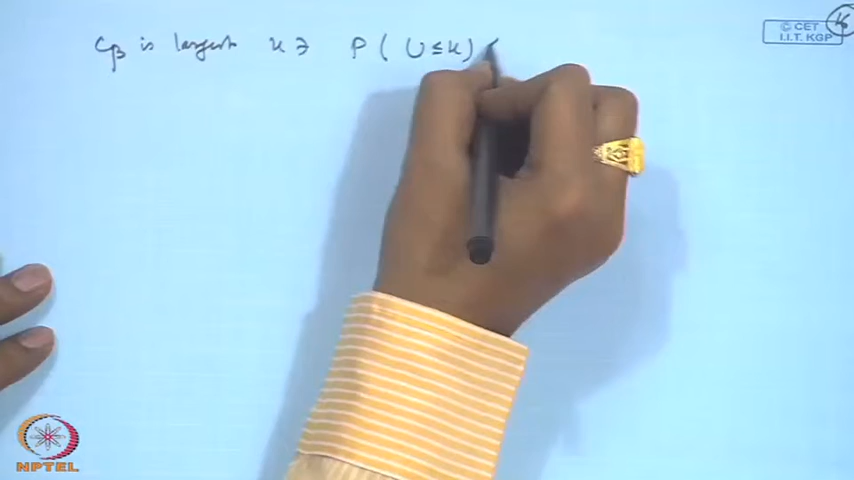 Cβ is largest k ∋ P( U ≤ k ) <
© CET
I.I.T. KGP
NPTEL